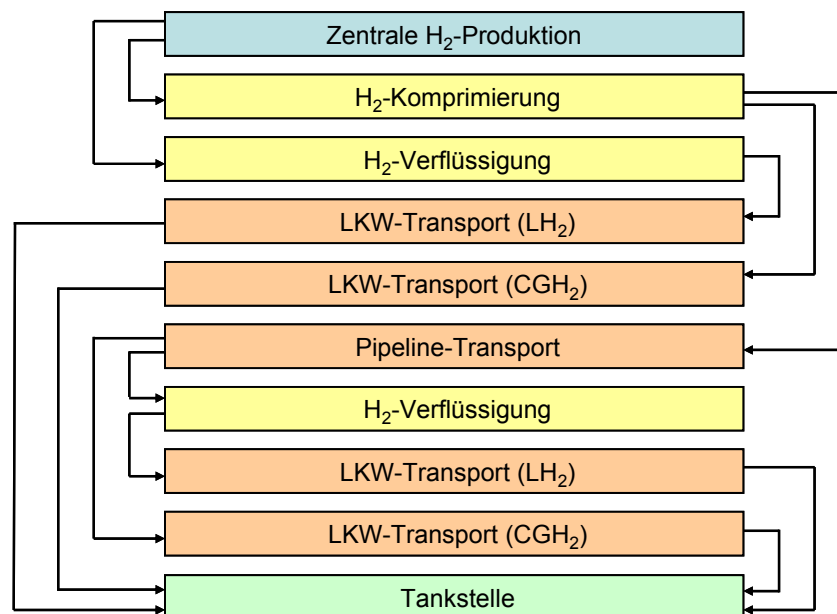 Zentrale H₂-Produktion
H₂-Komprimierung
H₂-Verflüssigung
LKW-Transport (LH₂)
LKW-Transport (CGH₂)
Pipeline-Transport
H₂-Verflüssigung
LKW-Transport (LH₂)
LKW-Transport (CGH₂)
Tankstelle